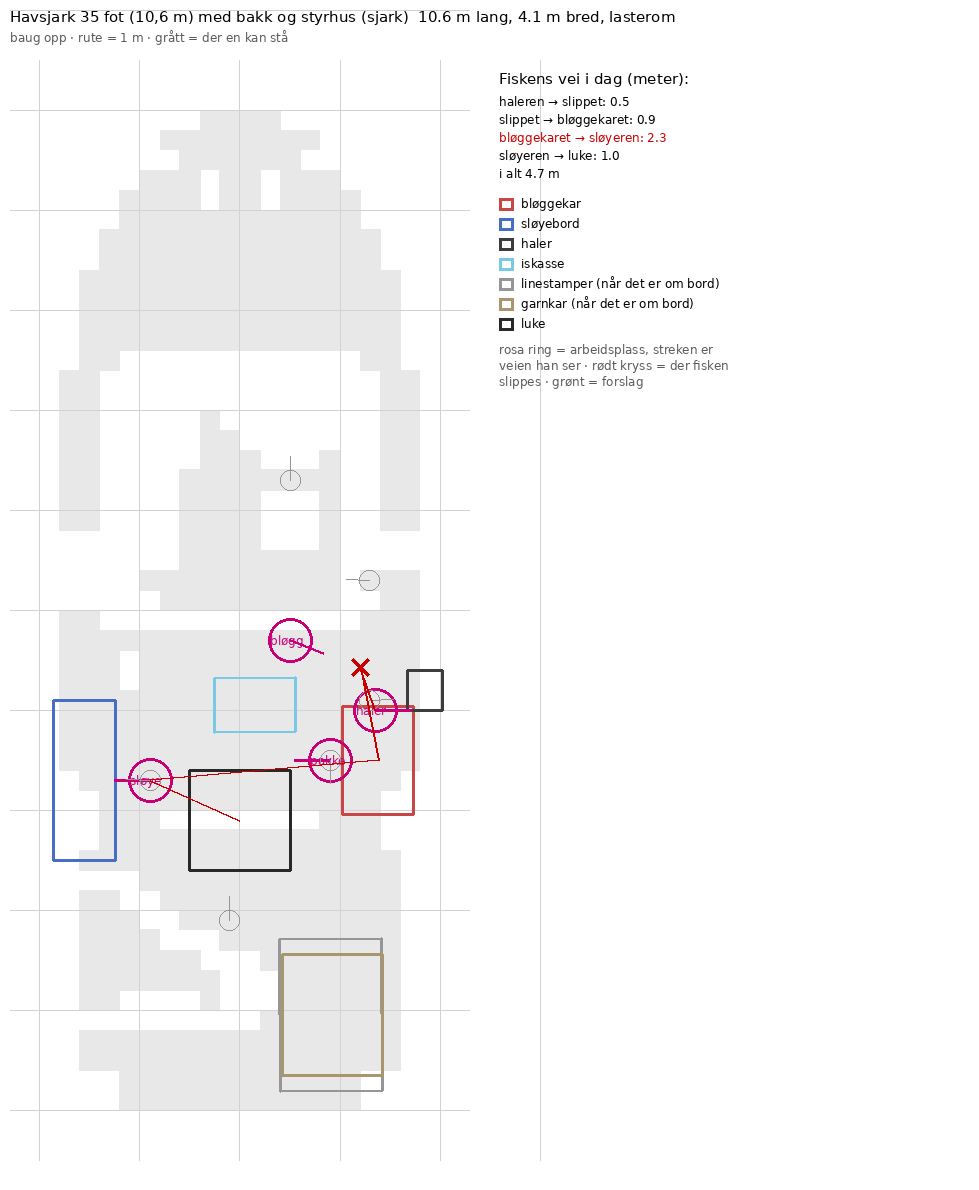 Havsjark 35 fot (10,6 m) med bakk og styrhus (sjark)  10.6 m lang, 4.1 m bred, lasterom
baug opp · rute = 1 m · grått = der en kan stå
Fiskens vei i dag (meter):
haleren → slippet: 0.5
slippet → bløggekaret: 0.9
bløggekaret → sløyeren: 2.3
sløyeren → luke: 1.0
i alt 4.7 m
bløggekar
sløyebord
haler
iskasse
linestamper (når det er om bord)
garnkar (når det er om bord)
luke
rosa ring = arbeidsplass, streken er
veien han ser · rødt kryss = der fisken
slippes · grønt = forslag
bløgg
haler
sløye